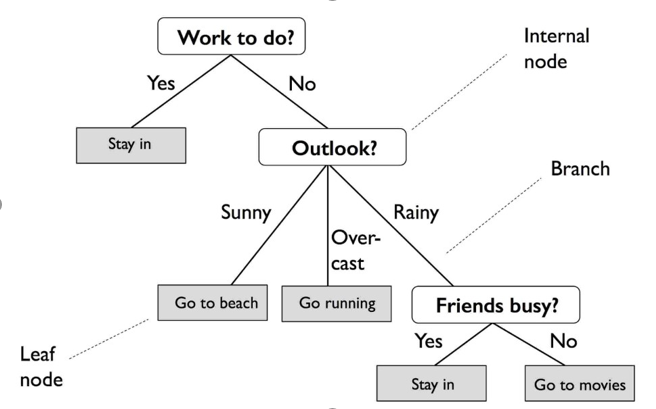 Work to do?
Internal
node
Yes
No
Stay in
Outlook?
Branch
Sunny
Rainy
Over-
cast
Go to beach
Go running
Friends busy?
Leaf
node
Yes
No
Stay in
Go to movies